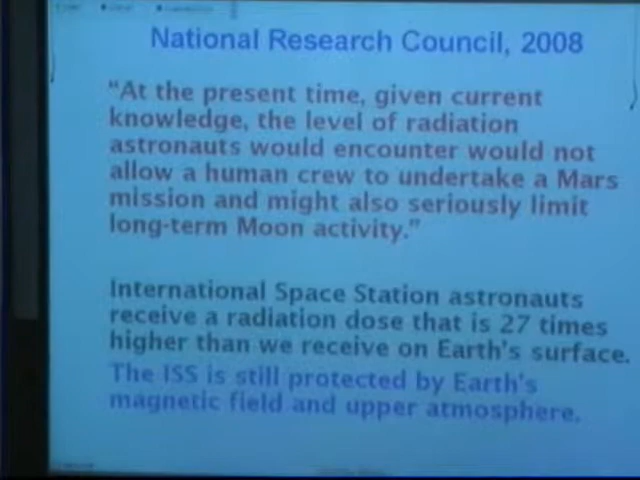 National Research Council, 2008
"At the present time, given current
knowledge, the level of radiation
astronauts would encounter would not
allow a human crew to undertake a Mars
mission and might also seriously limit
long-term Moon activity."
International Space Station astronauts
receive a radiation dose that is 27 times
higher than we receive on Earth's surface.
The ISS is still protected by Earth's
magnetic field and upper atmosphere.